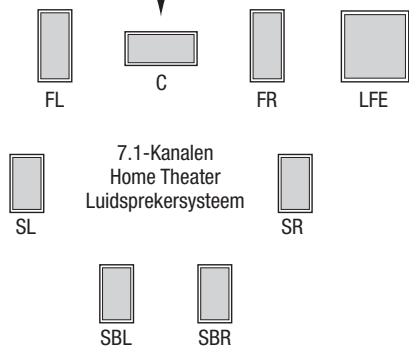 FL
C
FR
LFE
7.1-Kanalen
Home Theater
Luidsprekersysteem
SL
SR
SBL
SBR